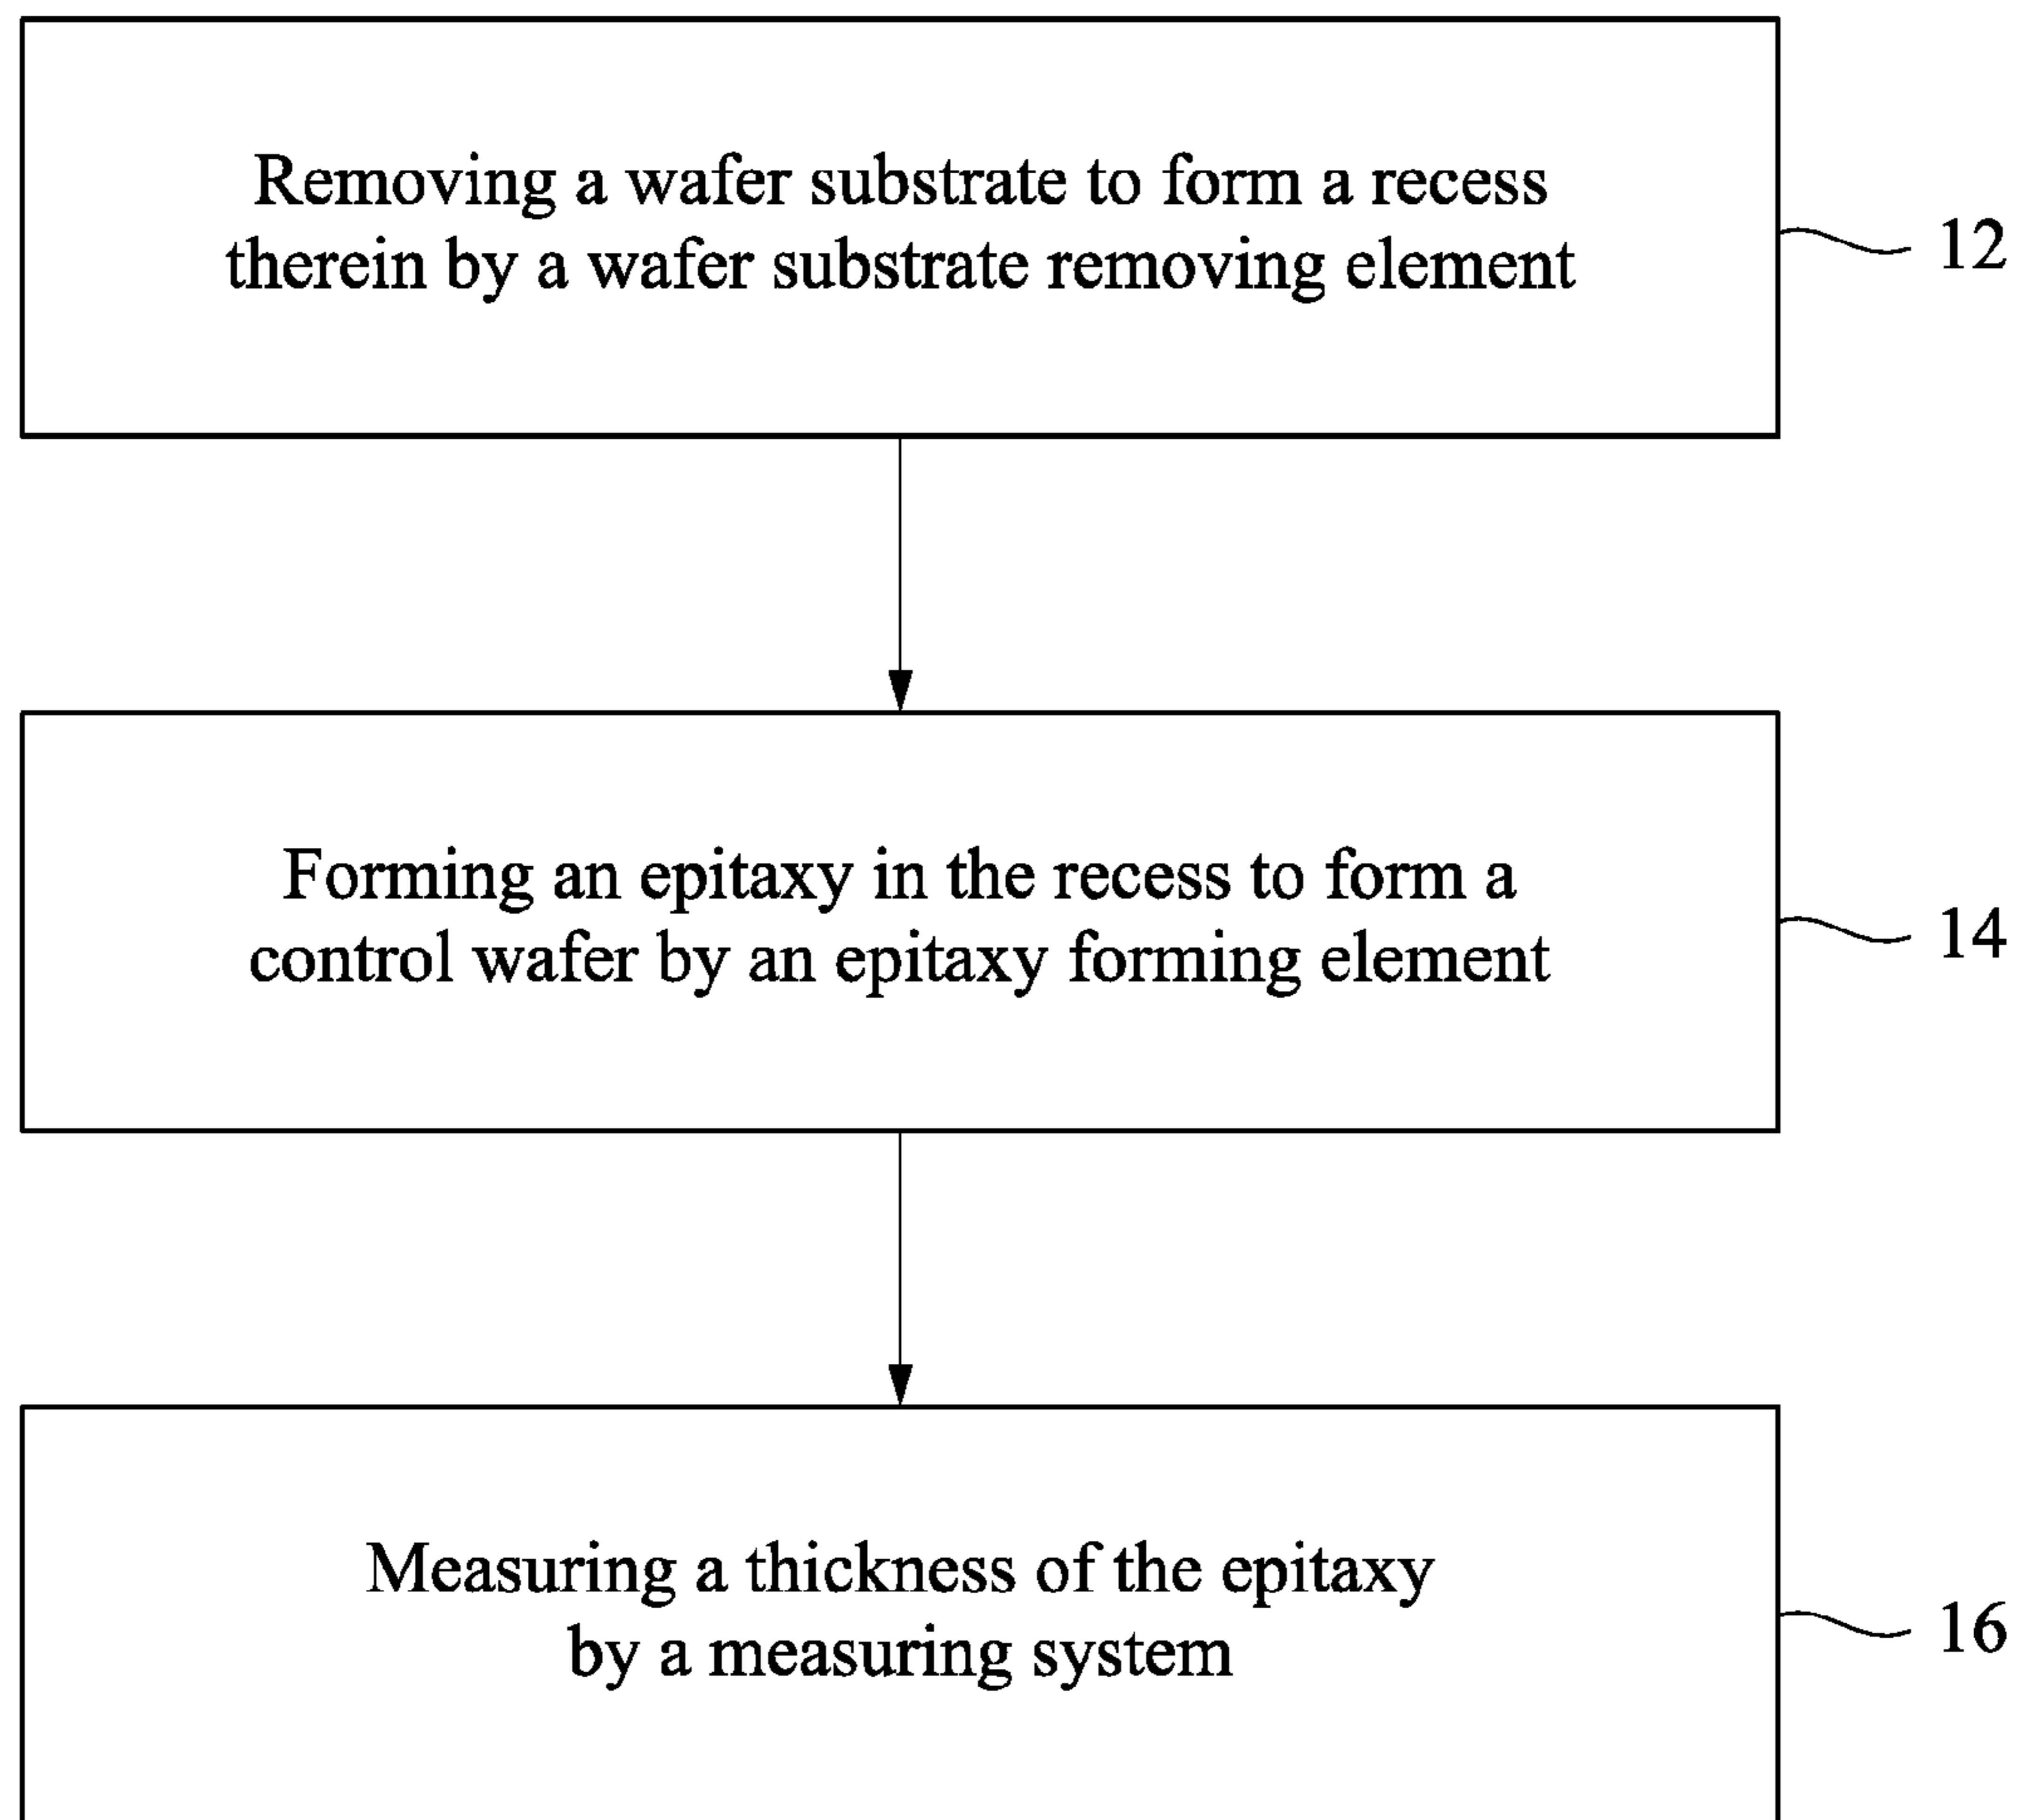 Removing a wafer substrate to form a recess
therein by a wafer substrate removing element
12
Forming an epitaxy in the recess to form a
control wafer by an epitaxy forming element
14
Measuring a thickness of the epitaxy
by a measuring system
16